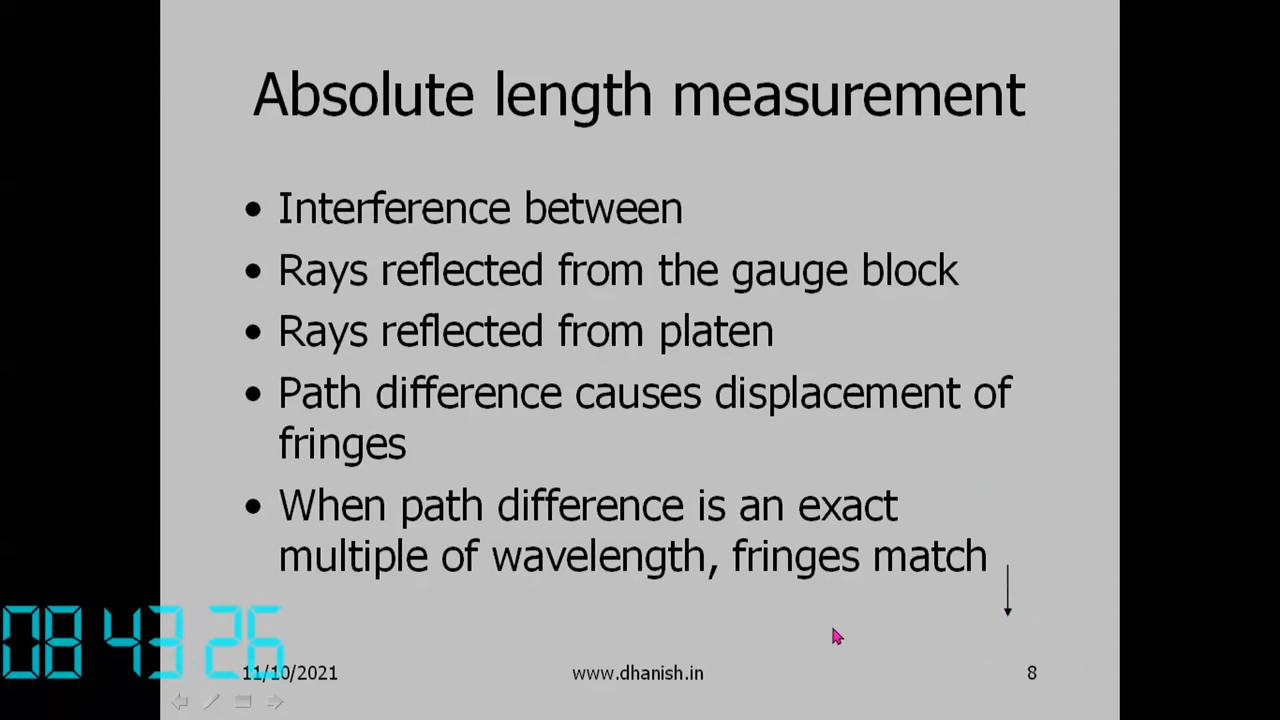 Absolute length measurement
• Interference between
• Rays reflected from the gauge block
• Rays reflected from platen
• Path difference causes displacement of
fringes
• When path difference is an exact
multiple of wavelength, fringes match
08 43 26
11/10/2021 www.dhanish.in 8